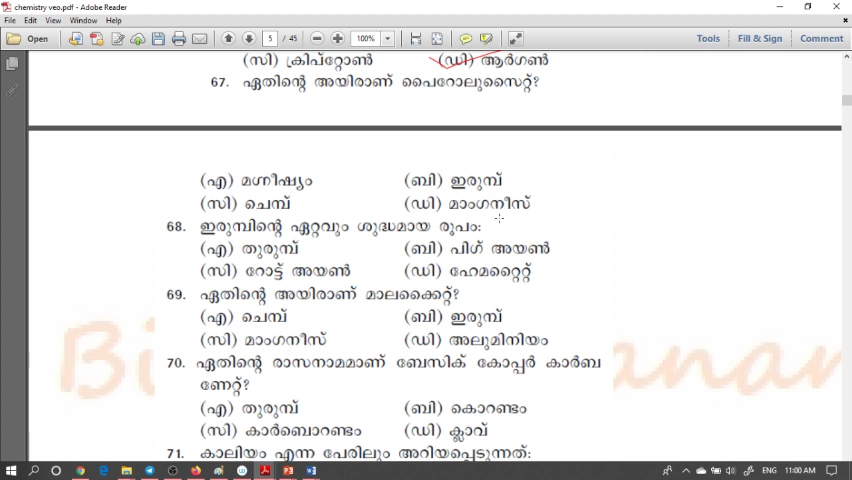 chemistry veo.pdf - Adobe Reader
File Edit View Window Help
Open 5 / 45 100% Tools Fill & Sign Comment
(സി) ക്രിപ്റ്റോൺ (ഡി) ആർഗൺ
67. ഏതിന്റെ അയിരാണ് പൈറോലുസൈറ്റ്?
(എ) മഗ്നീഷ്യം (ബി) ഇരുമ്പ്
(സി) ചെമ്പ് (ഡി) മാംഗനീസ്
68. ഇരുമ്പിന്റെ ഏറ്റവും ശുദ്ധമായ രൂപം:
(എ) തുരുമ്പ് (ബി) പിഗ് അയൺ
(സി) റോട്ട് അയൺ (ഡി) ഹേമറ്റൈറ്റ്
69. ഏതിന്റെ അയിരാണ് മാലക്കൈറ്റ്?
(എ) ചെമ്പ് (ബി) ഇരുമ്പ്
(സി) മാംഗനീസ് (ഡി) അലുമിനിയം
70. ഏതിന്റെ രാസനാമമാണ് ബേസിക് കോപ്പർ കാർബ
ണേറ്റ്?
(എ) തുരുമ്പ് (ബി) കൊറണ്ടം
(സി) കാർബൊറണ്ടം (ഡി) ക്ലാവ്
71. കാലിയം എന്ന പേരിലും അറിയപ്പെടുന്നത്:
ENG 11:00 AM